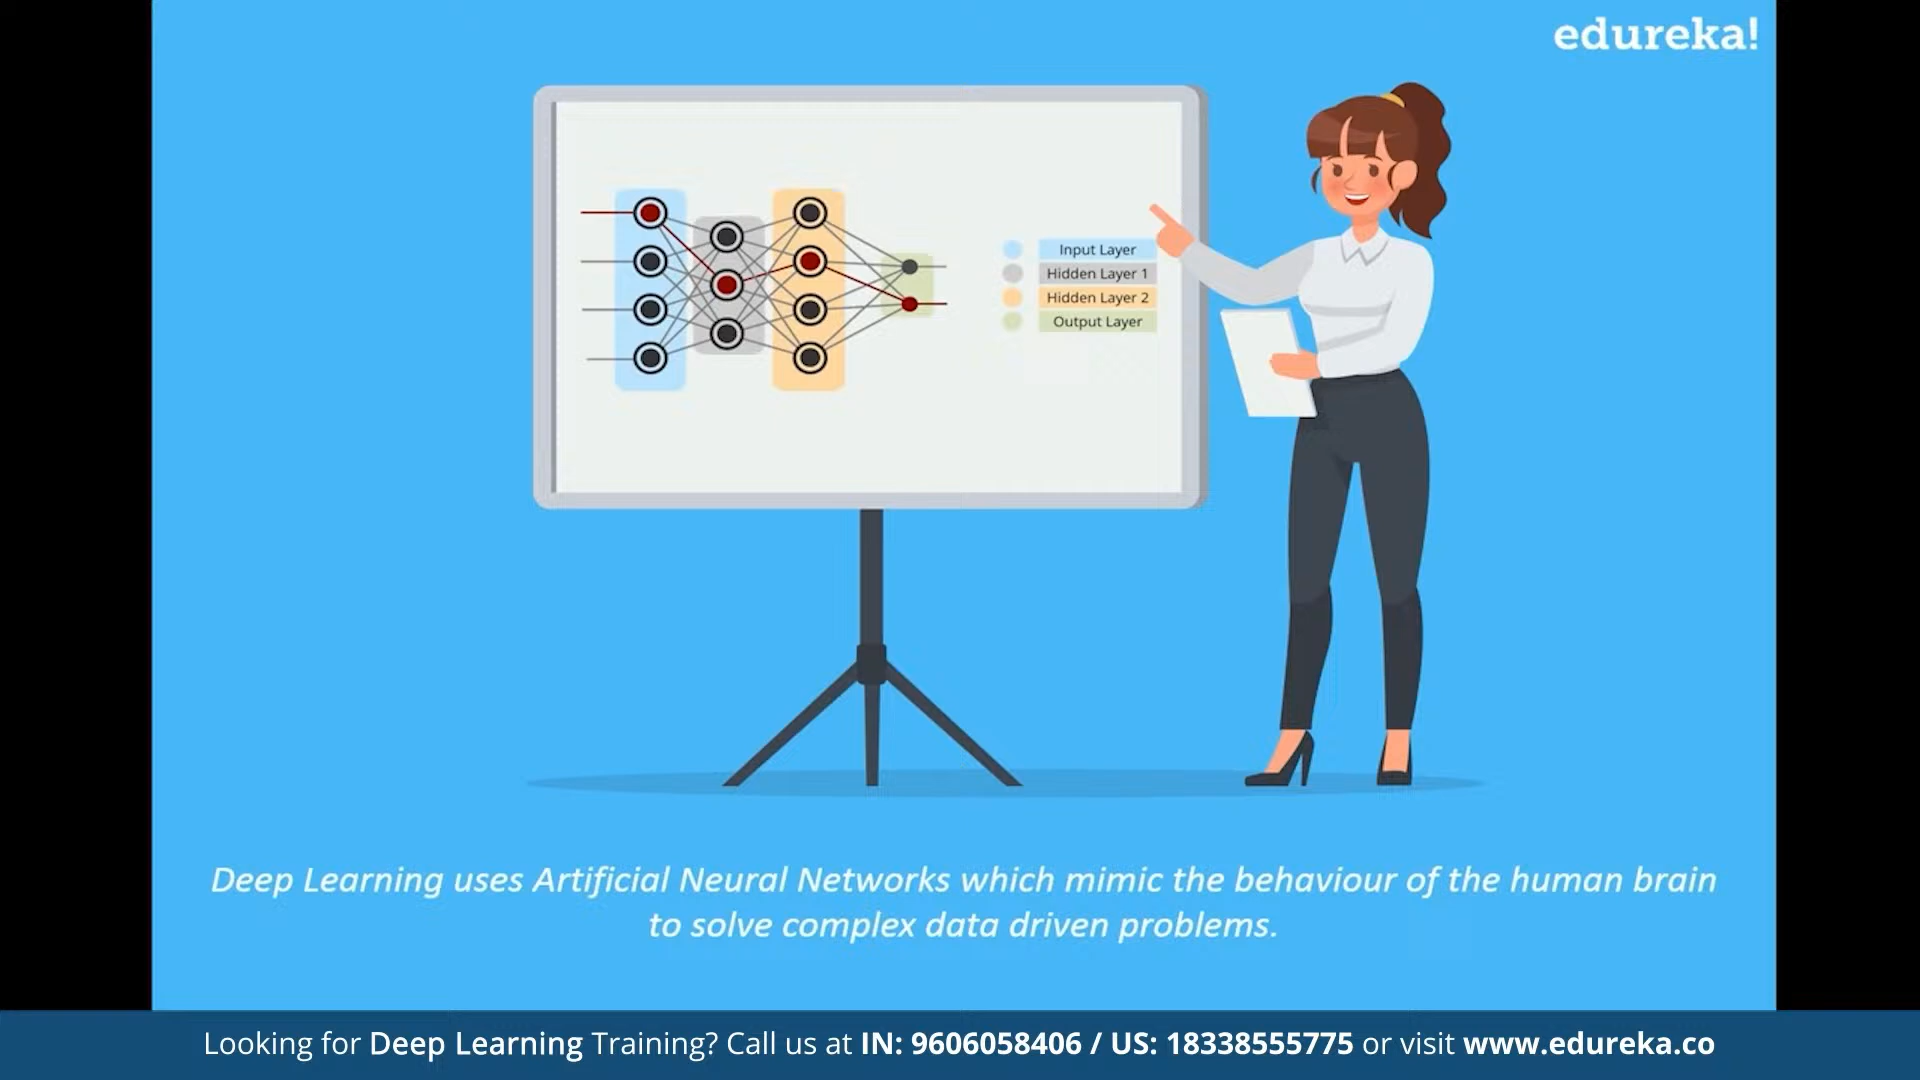 edureka!
Input Layer
Hidden Layer 1
Hidden Layer 2
Output Layer
Deep Learning uses Artificial Neural Networks which mimic the behaviour of the human brain
to solve complex data driven problems.
Looking for Deep Learning Training? Call us at IN: 9606058406 / US: 18338555775 or visit www.edureka.co